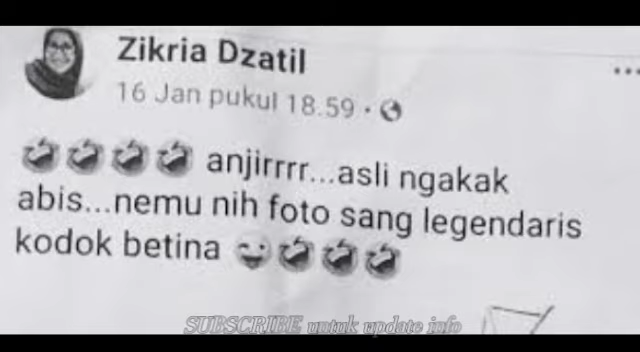 Zikria Dzatil
16 Jan pukul 18.59 ·
anjirrrr...asli ngakak
abis...nemu nih foto sang legendaris
kodok betina
SUBSCRIBE untuk update info